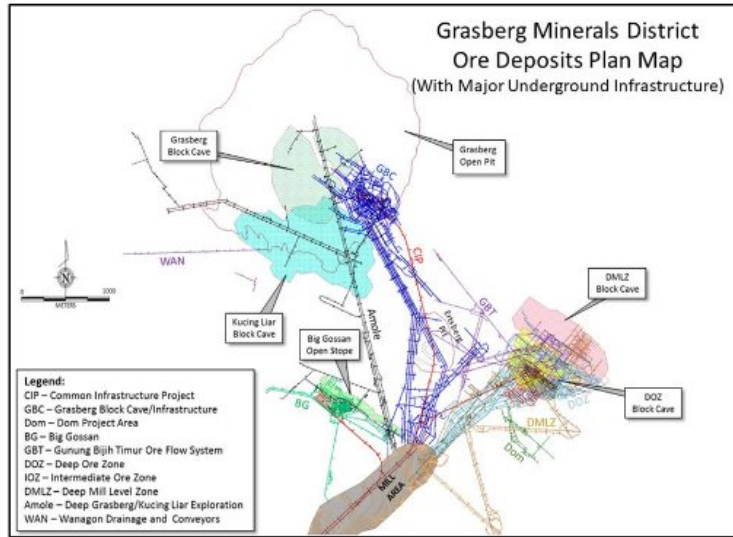 Grasberg Minerals District
Ore Deposits Plan Map
(With Major Underground Infrastructure)
Grasberg
Block Cave
Grasberg
Open Pit
GBC
CIP
WAN
N
0
1000
METERS
Kucing Liar
Block Cave
Amole
Ertsberg
Pit
GBT
DMLZ
Block Cave
Big Gossan
Open Stope
BG
DOZ
DOZ
Block Cave
DMLZ
Dom
MILL
AREA
Legend:
CIP – Common Infrastructure Project
GBC – Grasberg Block Cave/Infrastructure
Dom – Dom Project Area
BG – Big Gossan
GBT – Gunung Bijih Timur Ore Flow System
DOZ – Deep Ore Zone
IOZ – Intermediate Ore Zone
DMLZ – Deep Mill Level Zone
Amole – Deep Grasberg/Kucing Liar Exploration
WAN – Wanagon Drainage and Conveyors